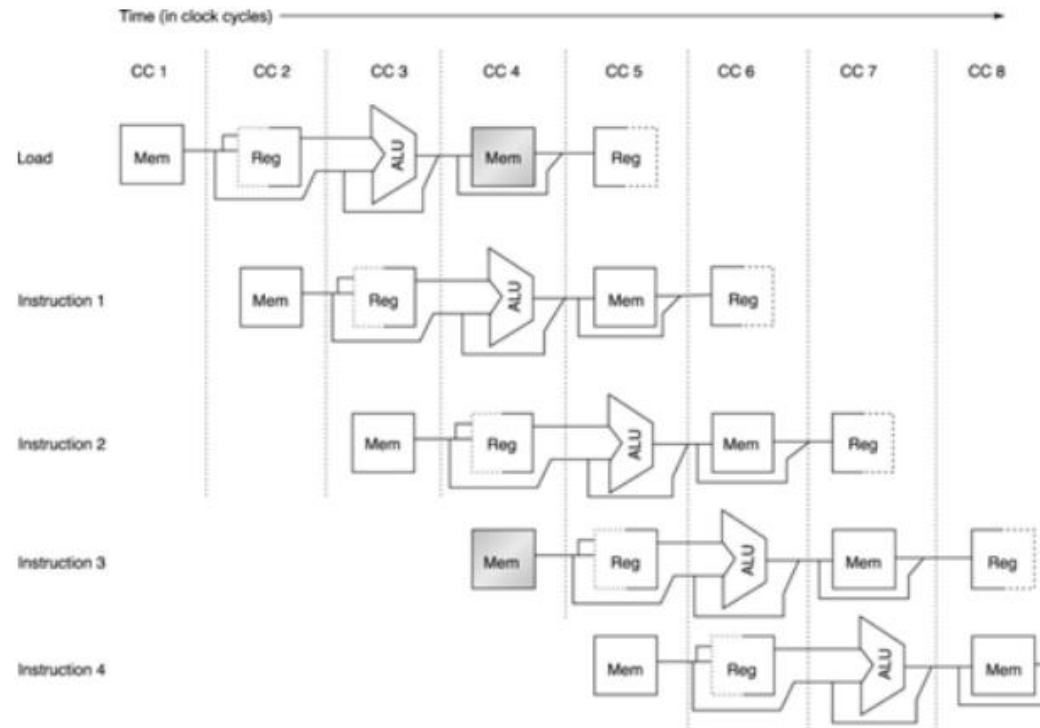 Time (in clock cycles)
CC 1 CC 2 CC 3 CC 4 CC 5 CC 6 CC 7 CC 8
Load Mem Reg ALU Mem Reg
Instruction 1 Mem Reg ALU Mem Reg
Instruction 2 Mem Reg ALU Mem Reg
Instruction 3 Mem Reg ALU Mem Reg
Instruction 4 Mem Reg ALU Mem